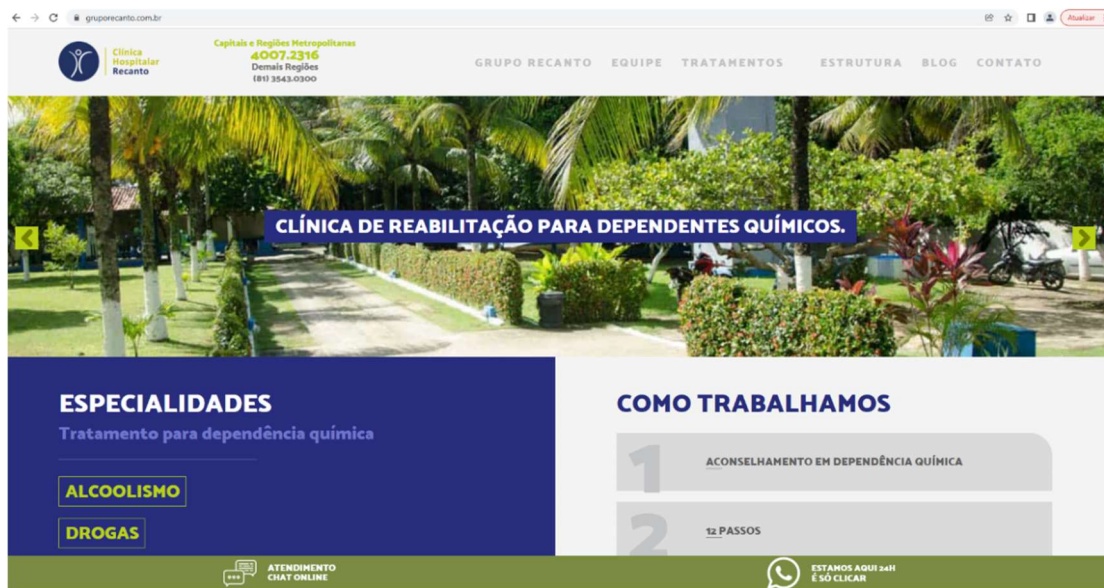 gruporecanto.com.br
Atualizar
Clínica
Hospitalar
Recanto
Capitais e Regiões Metropolitanas
4007.2316
Demais Regiões
(81) 3543.0300
GRUPO RECANTO EQUIPE TRATAMENTOS ESTRUTURA BLOG CONTATO
CLÍNICA DE REABILITAÇÃO PARA DEPENDENTES QUÍMICOS.
ESPECIALIDADES
Tratamento para dependência química
ALCOOLISMO
DROGAS
COMO TRABALHAMOS
1 ACONSELHAMENTO EM DEPENDÊNCIA QUÍMICA
2 12 PASSOS
ATENDIMENTO
CHAT ONLINE
ESTAMOS AQUI 24H
É SÓ CLICAR